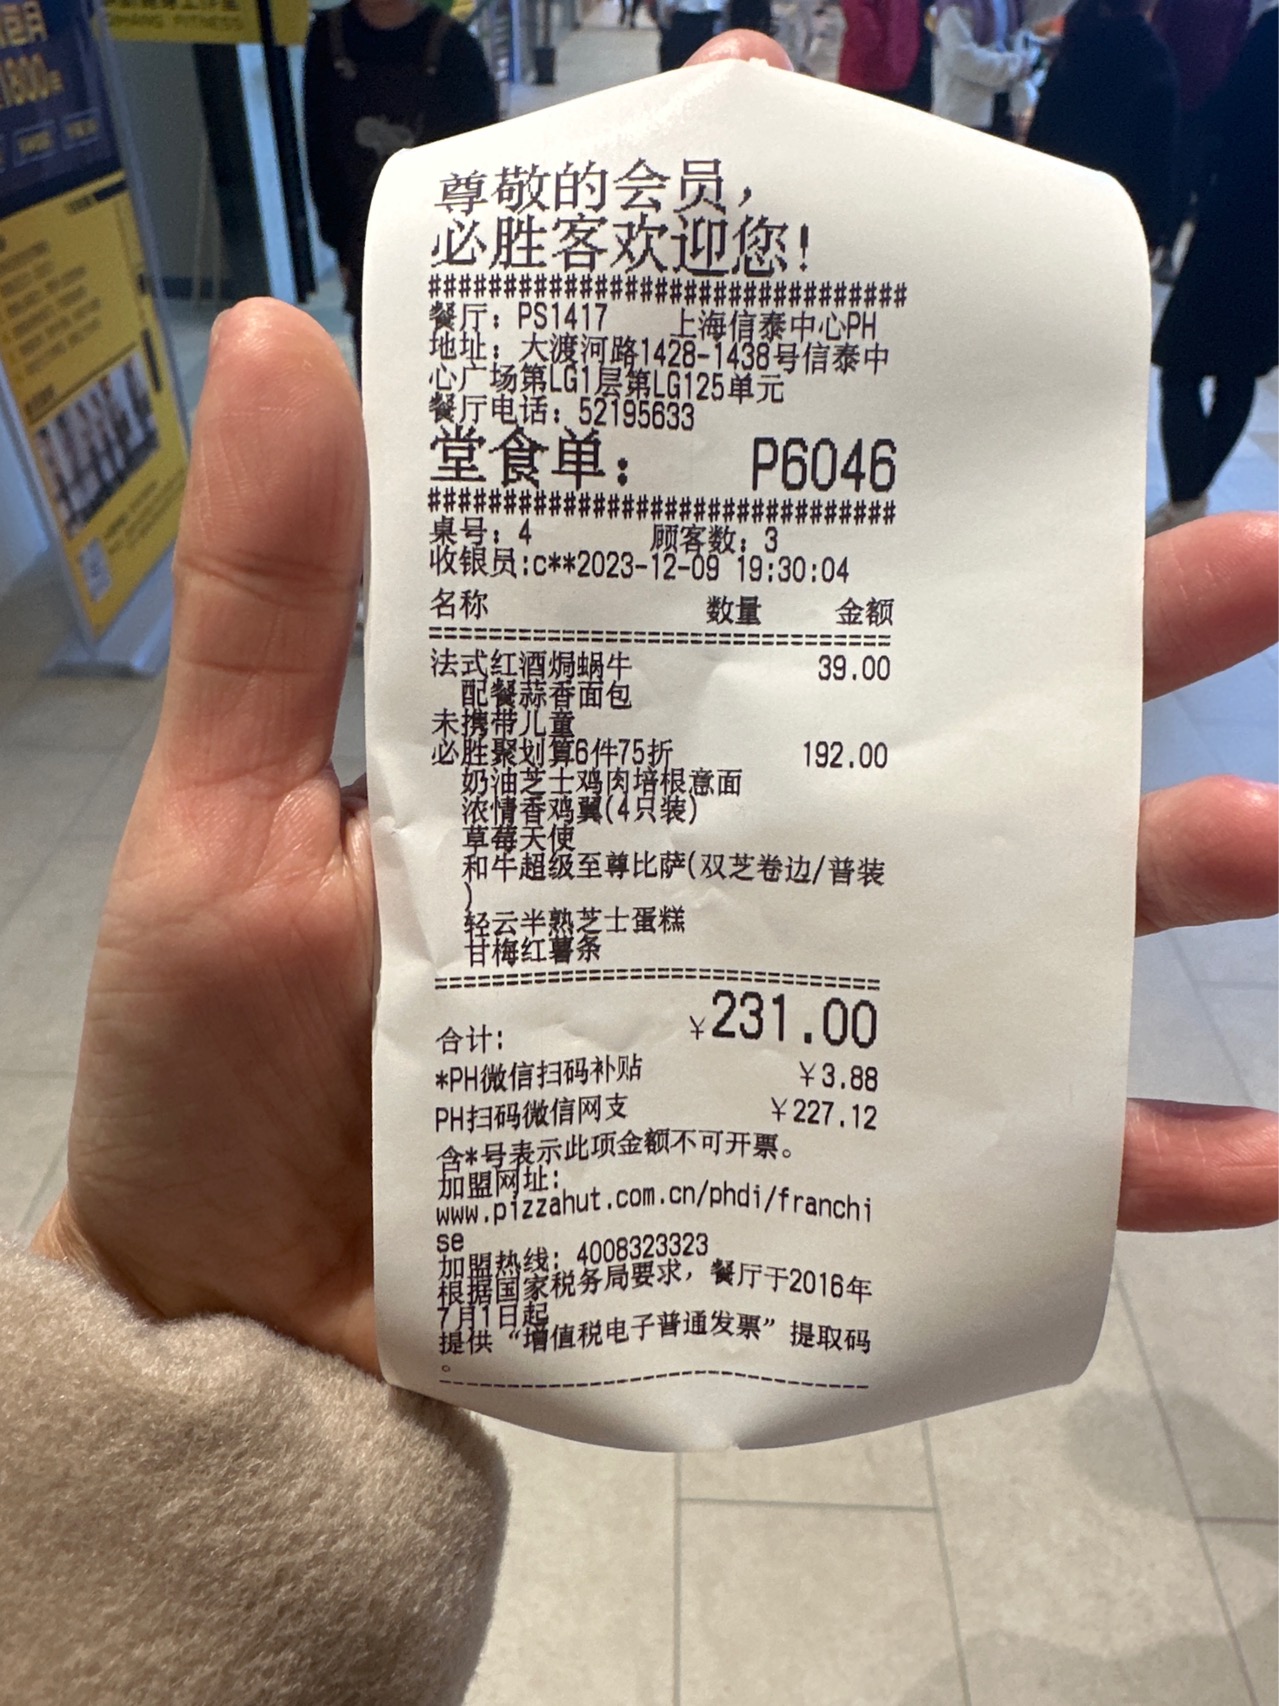 1800
FITNESS
尊敬的会员，
必胜客欢迎您!
################################
餐厅：PS1417 上海信泰中心PH
地址：大渡河路1428-1438号信泰中
心广场第LG1层第LG125单元
餐厅电话：52195633
堂食单： P6046
################################
桌号：4 顾客数：3
收银员:c**2023-12-09 19:30:04
名称 数量 金额
================================
法式红酒焗蜗牛 39.00
配餐蒜香面包
未携带儿童
必胜聚划算6件75折 192.00
奶油芝士鸡肉培根意面
浓情香鸡翼(4只装)
草莓天使
和牛超级至尊比萨(双芝卷边/普装
)
轻云半熟芝士蛋糕
甘梅红薯条
================================
合计: ¥231.00
*PH微信扫码补贴 ¥3.88
PH扫码微信网支 ¥227.12
含*号表示此项金额不可开票。
加盟网址:
www.pizzahut.com.cn/phdi/franchi
se
加盟热线: 4008323323
根据国家税务局要求，餐厅于2016年
7月1日起
提供“增值税电子普通发票”提取码
。
--------------------------------